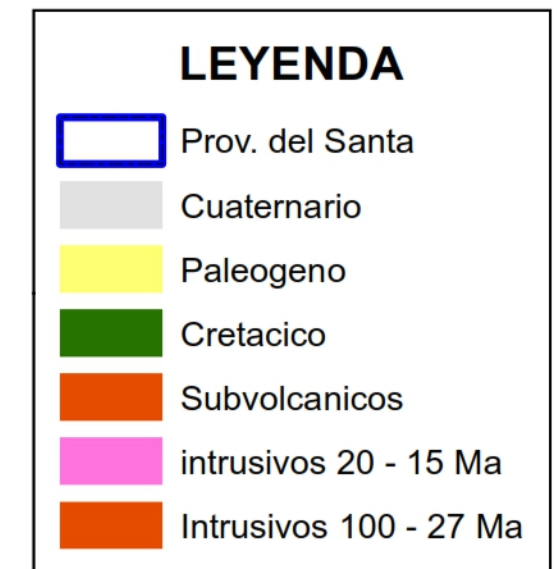 LEYENDA
Prov. del Santa
Cuaternario
Paleogeno
Cretacico
Subvolcanicos
intrusivos 20 - 15 Ma
Intrusivos 100 - 27 Ma